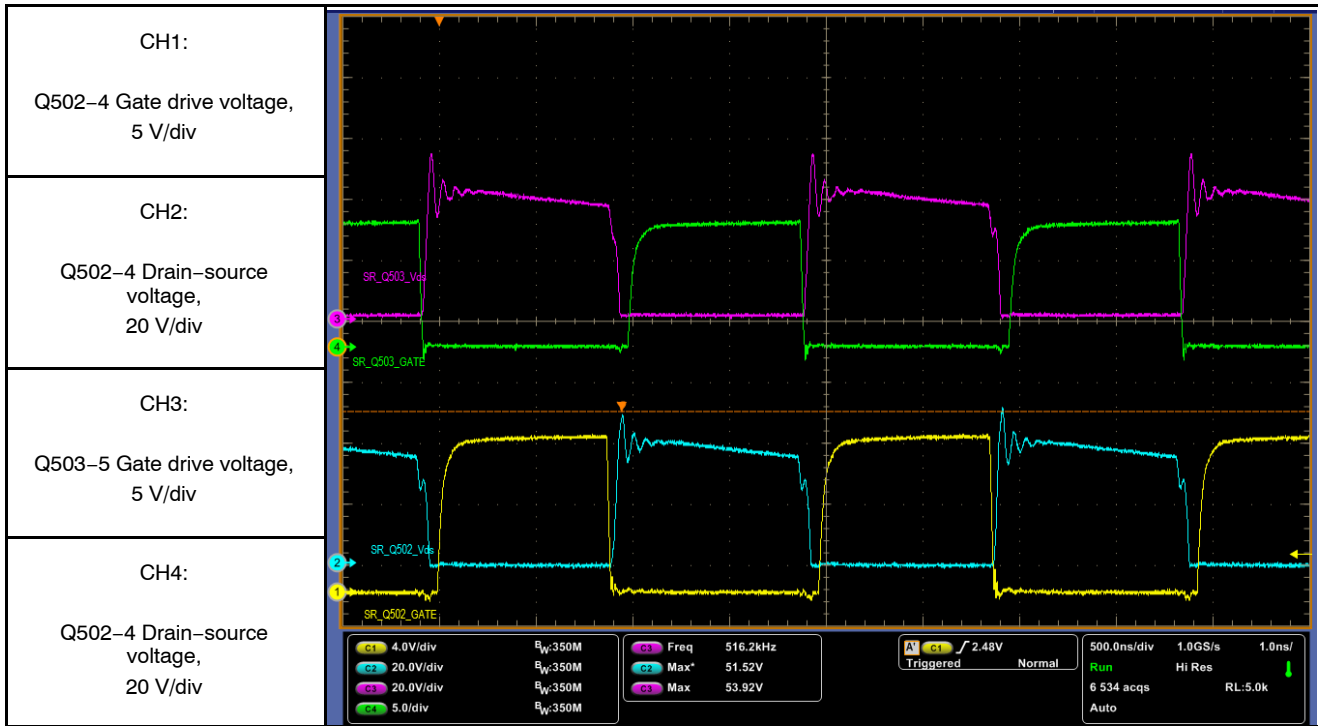 CH1:
Q502−4 Gate drive voltage,
5 V/div
CH2:
Q502−4 Drain−source
voltage,
20 V/div
CH3:
Q503−5 Gate drive voltage,
5 V/div
CH4:
Q502−4 Drain−source
voltage,
20 V/div
SR_Q503_Vds
3
4
SR_Q503_GATE
SR_Q502_Vds
2
1
SR_Q502_GATE
C1 4.0V/div BW:350M
C2 20.0V/div BW:350M
C3 20.0V/div BW:350M
C4 5.0/div BW:350M
C3 Freq 516.2kHz
C2 Max* 51.52V
C3 Max 53.92V
A' C1 2.48V
Triggered Normal
500.0ns/div 1.0GS/s 1.0ns/
Run Hi Res
6 534 acqs RL:5.0k
Auto